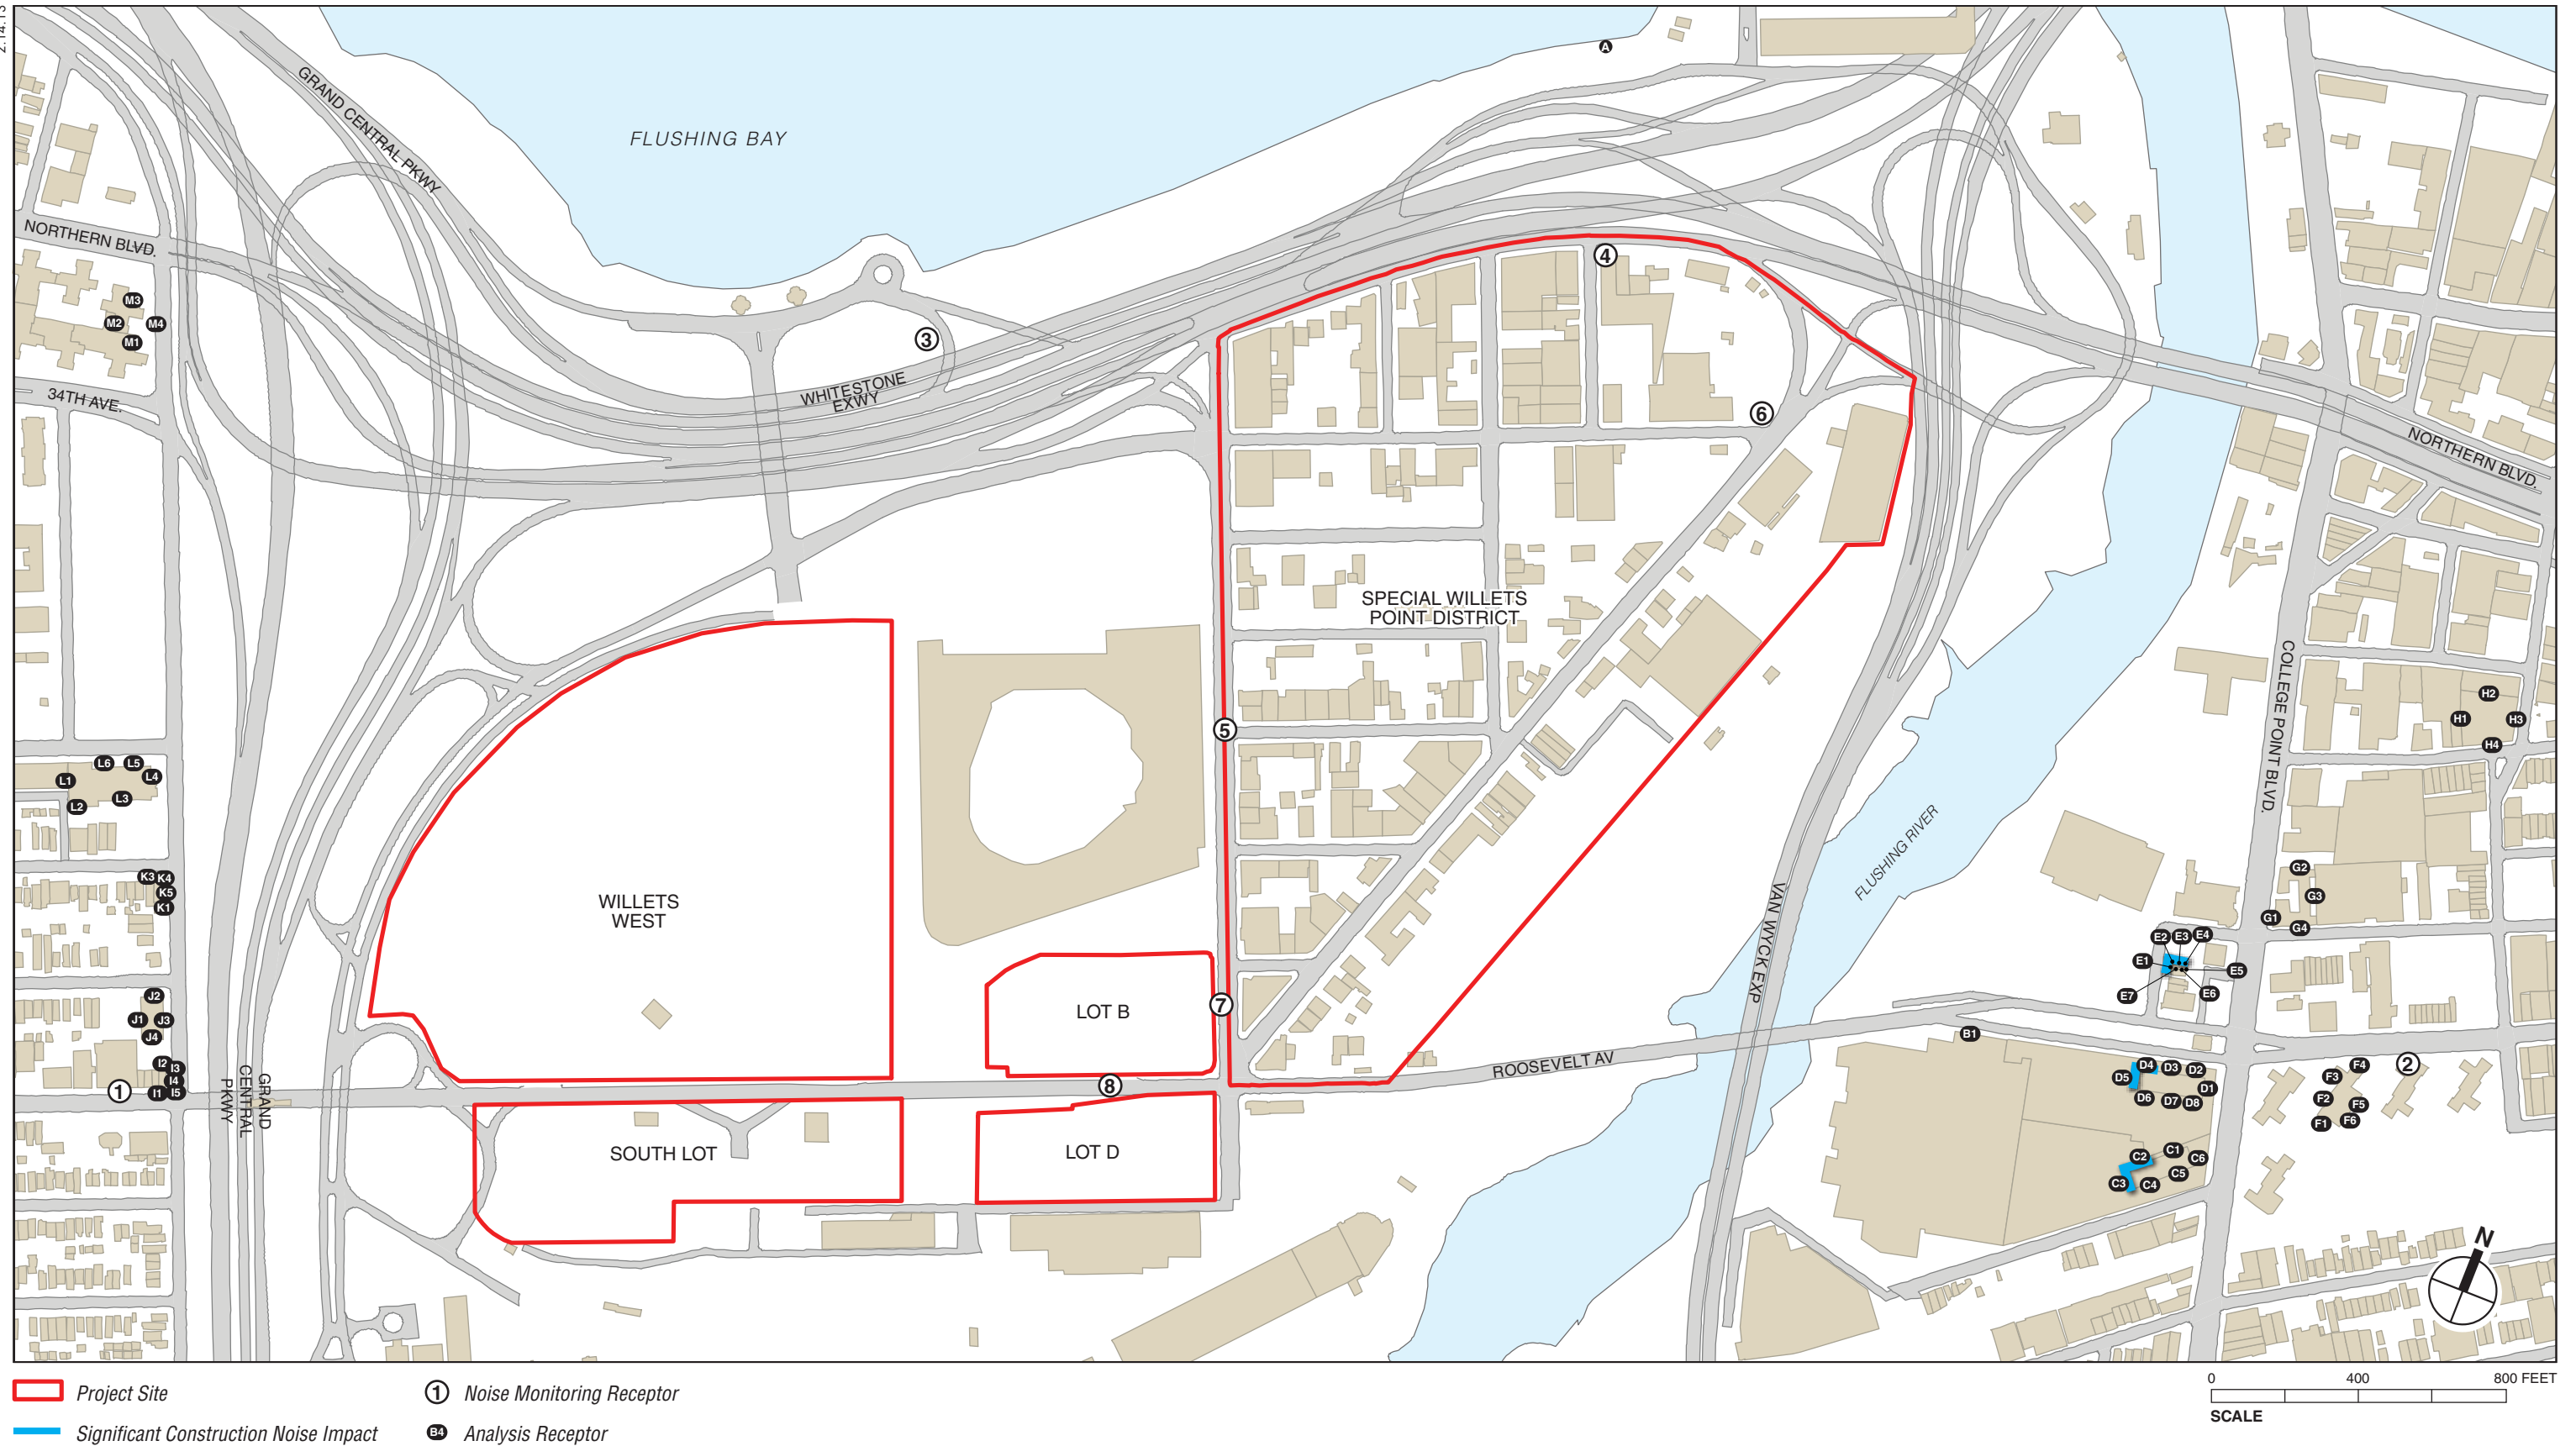 2.14.13
A
GRAND CENTRAL PKWY
FLUSHING BAY
NORTHERN BLVD.
4
M3
M2
M4
M1
3
WHITESTONE
EXWY
34TH AVE.
6
NORTHERN BLVD.
SPECIAL WILLETS
POINT DISTRICT
COLLEGE POINT BLVD.
H2
H1
H3
H4
5
L6
L5
L4
L1
L3
L2
FLUSHING RIVER
K3
K4
K5
K1
WILLETS
WEST
VAN WYCK EXP
G2
G3
G1
G4
E2
E3
E4
E1
E5
E7
E6
J2
J1
J3
J4
LOT B
7
B1
I2
I3
I4
I1
I5
1
GRAND
CENTRAL
PKWY
8
ROOSEVELT AV
D4
D3
D2
D5
D1
D6
D7
D8
F4
2
F3
F2
F5
F6
F1
SOUTH LOT
LOT D
C1
C2
C6
C5
C3
C4
N
Project Site
1
Noise Monitoring Receptor
Significant Construction Noise Impact
B4
Analysis Receptor
0 400 800 FEET
SCALE